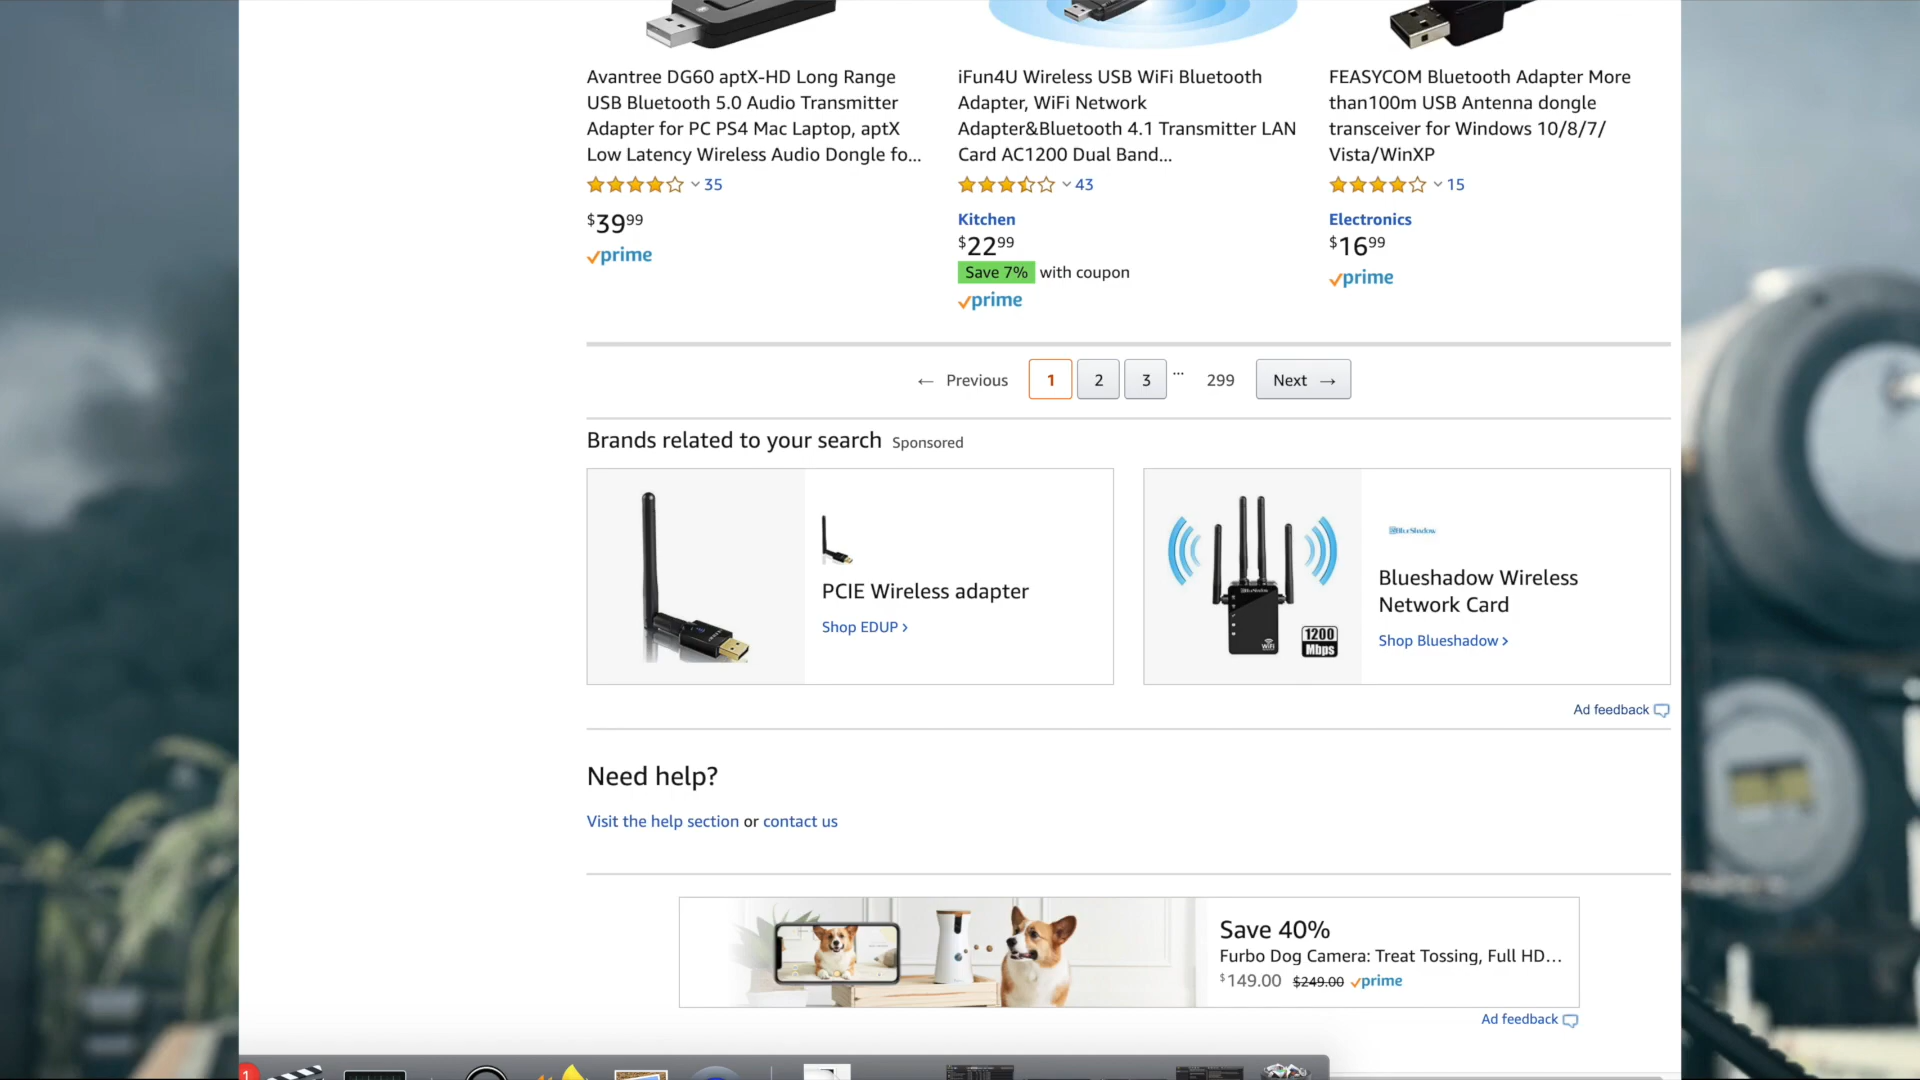 Avantree DG60 aptX-HD Long Range
USB Bluetooth 5.0 Audio Transmitter
Adapter for PC PS4 Mac Laptop, aptX
Low Latency Wireless Audio Dongle fo...
35
$39 99
prime
iFun4U Wireless USB WiFi Bluetooth
Adapter, WiFi Network
Adapter&Bluetooth 4.1 Transmitter LAN
Card AC1200 Dual Band...
43
Kitchen
$22 99
Save 7% with coupon
prime
FEASYCOM Bluetooth Adapter More
than100m USB Antenna dongle
transceiver for Windows 10/8/7/
Vista/WinXP
15
Electronics
$16 99
prime
← Previous 1 2 3 ... 299 Next →
Brands related to your search Sponsored
PCIE Wireless adapter
Shop EDUP ›
1200
Mbps
WiFi
BlueShadow
Blueshadow Wireless
Network Card
Shop Blueshadow ›
Ad feedback
Need help?
Visit the help section or contact us
Save 40%
Furbo Dog Camera: Treat Tossing, Full HD...
$149.00 $249.00 prime
Ad feedback
1